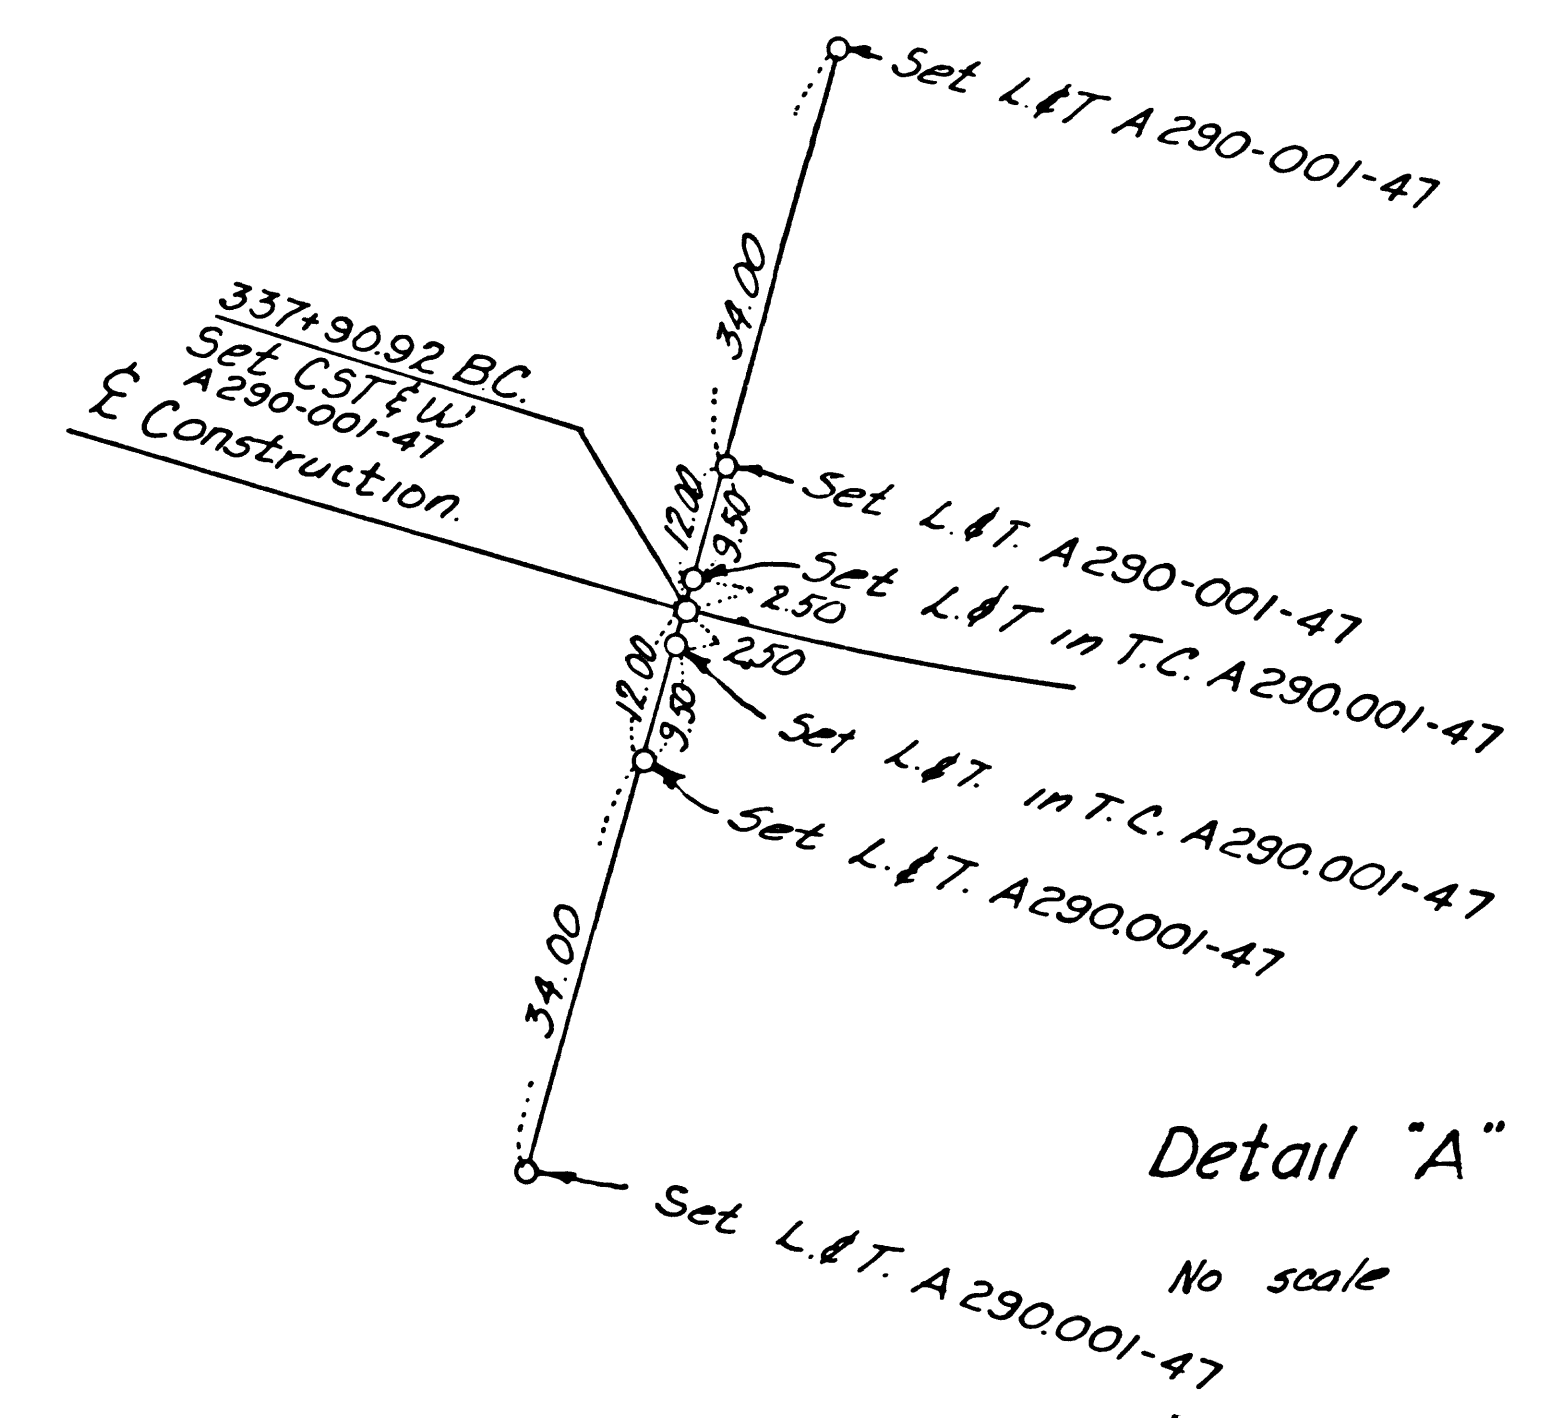 Set L.&T A290-001-47
34.00
337+90.92 B.C.
Set CST & W
A290-001-47
℄ Construction.
12.00
9.50
Set L.&T. A290-001-47
Set L.&T in T.C. A290.001-47
2.50
2.50
12.00
9.50
Set L.&T. in T.C. A290.001-47
Set L.&T. A290.001-47
34.00
Detail "A"
No scale
Set L.&T. A290.001-47